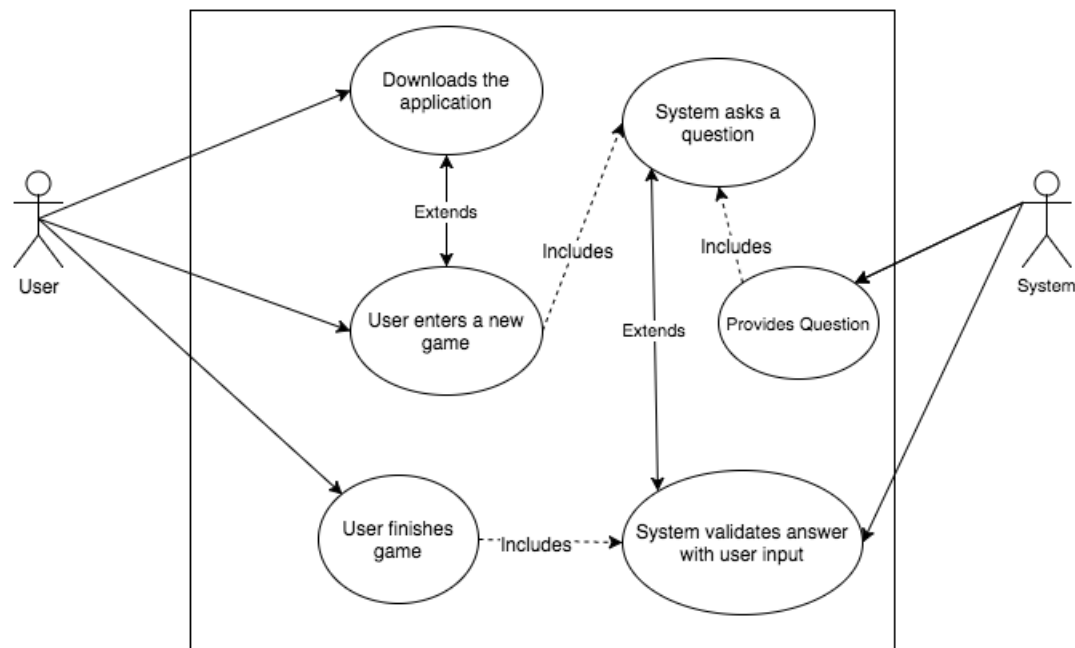 Downloads the
application
System asks a
question
Extends
Includes
Includes
User
System
User enters a new
game
Extends
Provides Question
User finishes
game
Includes
System validates answer
with user input